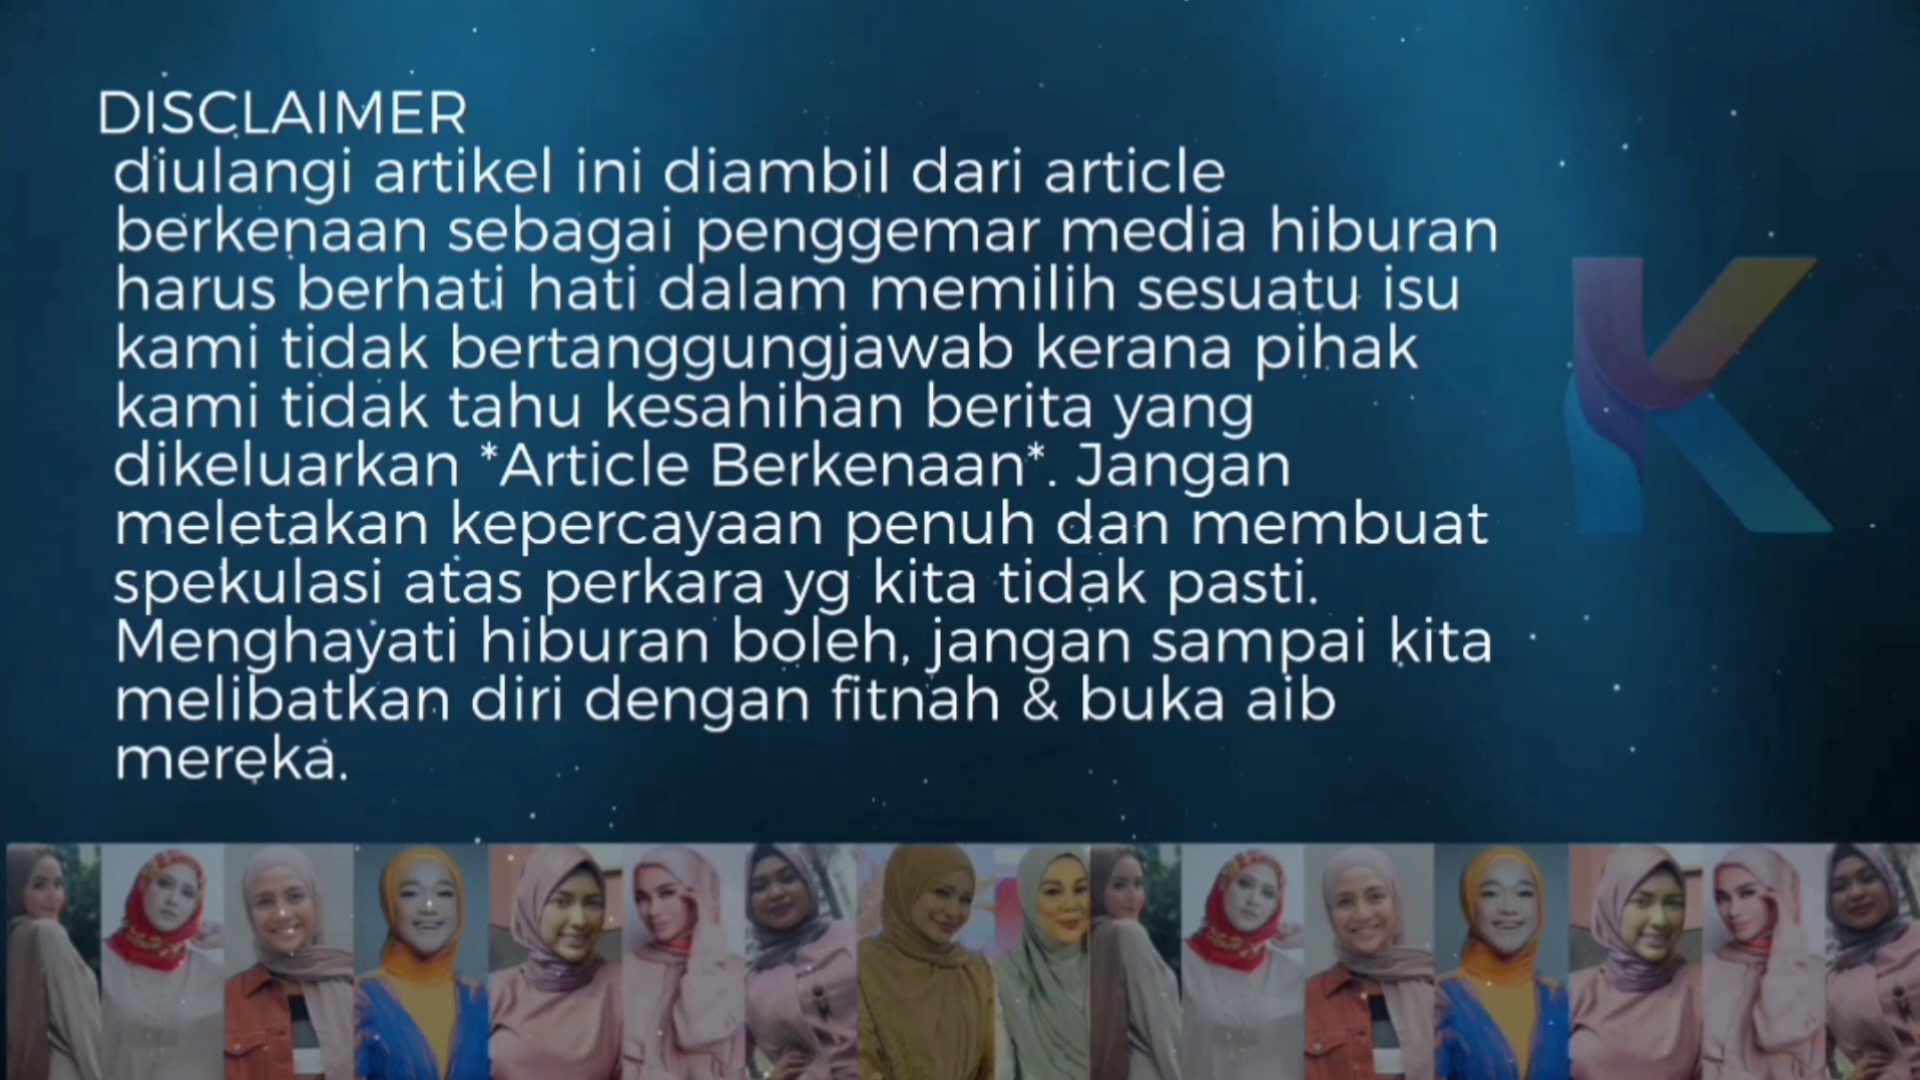 DISCLAIMER
diulangi artikel ini diambil dari article
berkenaan sebagai penggemar media hiburan
harus berhati hati dalam memilih sesuatu isu
kami tidak bertanggungjawab kerana pihak
kami tidak tahu kesahihan berita yang
dikeluarkan *Article Berkenaan*. Jangan
meletakan kepercayaan penuh dan membuat
spekulasi atas perkara yg kita tidak pasti.
Menghayati hiburan boleh, jangan sampai kita
melibatkan diri dengan fitnah & buka aib
mereka.
K